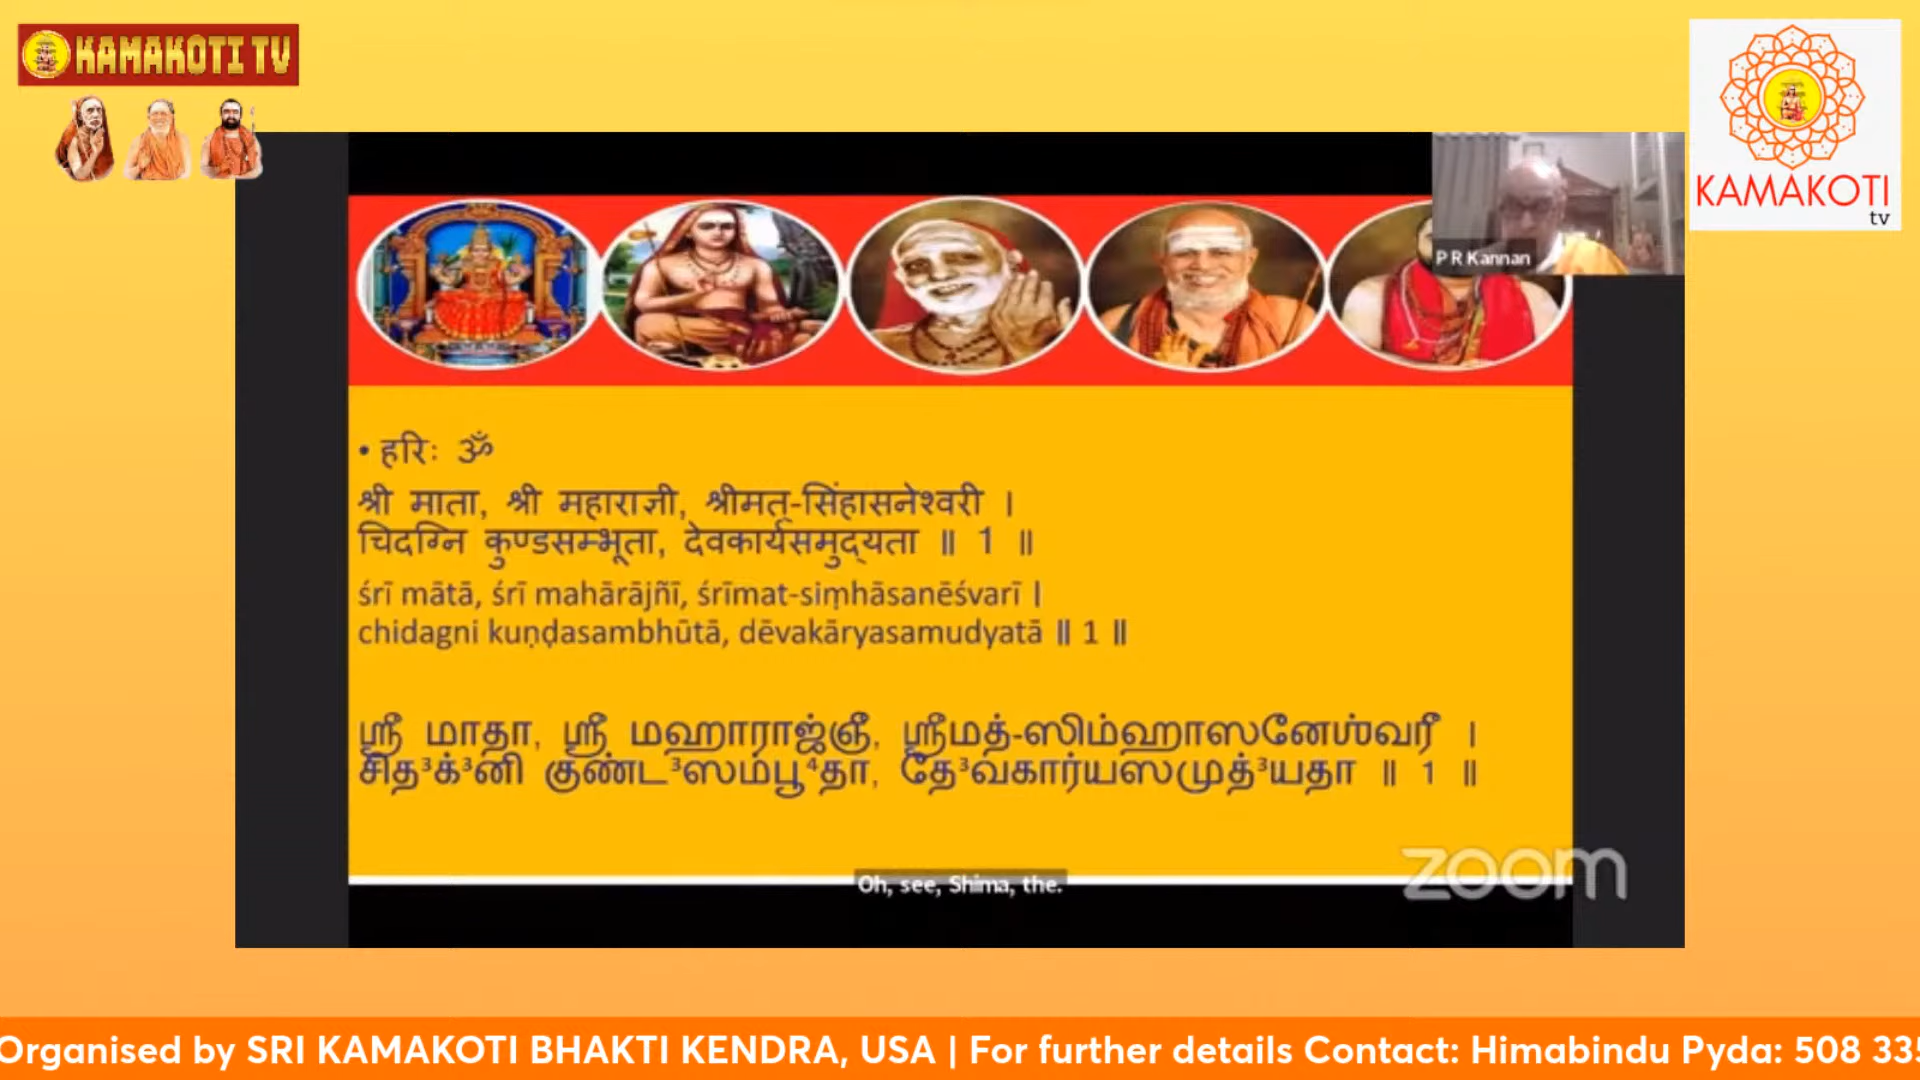 KAMAKOTI TV
KAMAKOTI
tv
P R Kannan
• हरिः ॐ
श्री माता, श्री महाराज्ञी, श्रीमत्-सिंहासनेश्वरी ।
चिदग्नि कुण्डसम्भूता, देवकार्यसमुद्यता ॥ 1 ॥
śrī mātā, śrī mahārājñī, śrīmat-siṃhāsanēśvarī |
chidagni kuṇḍasambhūtā, dēvakāryasamudyatā ‖ 1 ‖
ஶ்ரீ மாதா, ஶ்ரீ மஹாராஜ்ஞீ, ஶ்ரீமத்-ஸிம்ஹாஸனேஶ்வரீ ।
சித³க்³னி குண்ட³ஸம்பூ⁴தா, தே³வகார்யஸமுத்³யதா ॥ 1 ॥
Oh, see, Shima, the.
zoom
Organised by SRI KAMAKOTI BHAKTI KENDRA, USA | For further details Contact: Himabindu Pyda: 508 335